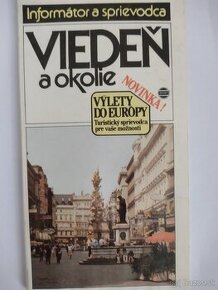 Informátor a sprievodca
VIEDEŇ
a okolie
NOVINKA!
VÝLETY
DO EURÓPY
Turistický sprievodca
pre vaše možnosti